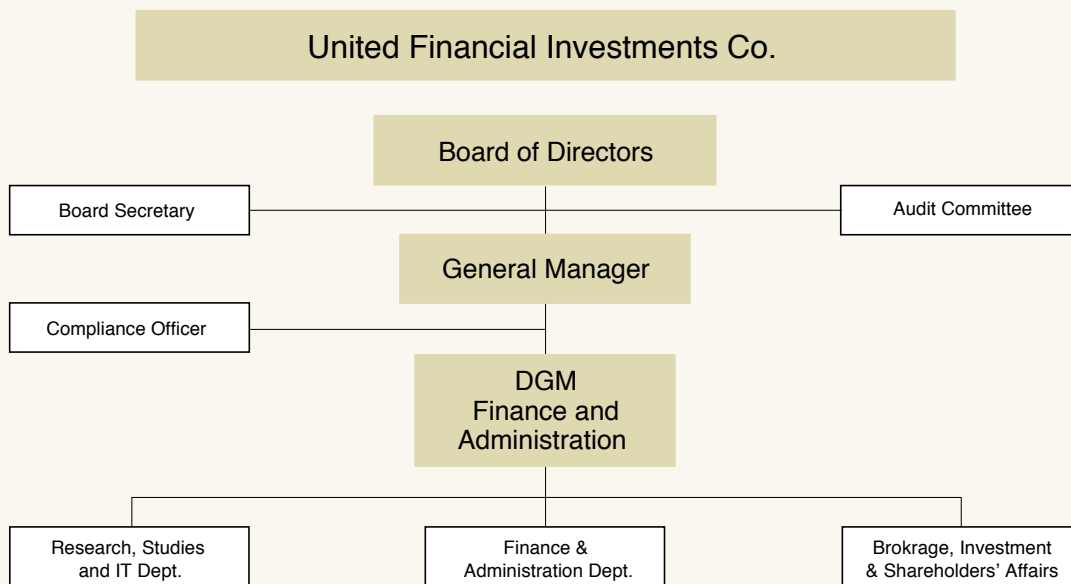 United Financial Investments Co.
Board of Directors
Board Secretary
Audit Committee
General Manager
Compliance Officer
DGM
Finance and
Administration
Research, Studies
and IT Dept.
Finance &
Administration Dept.
Brokrage, Investment
& Shareholders' Affairs